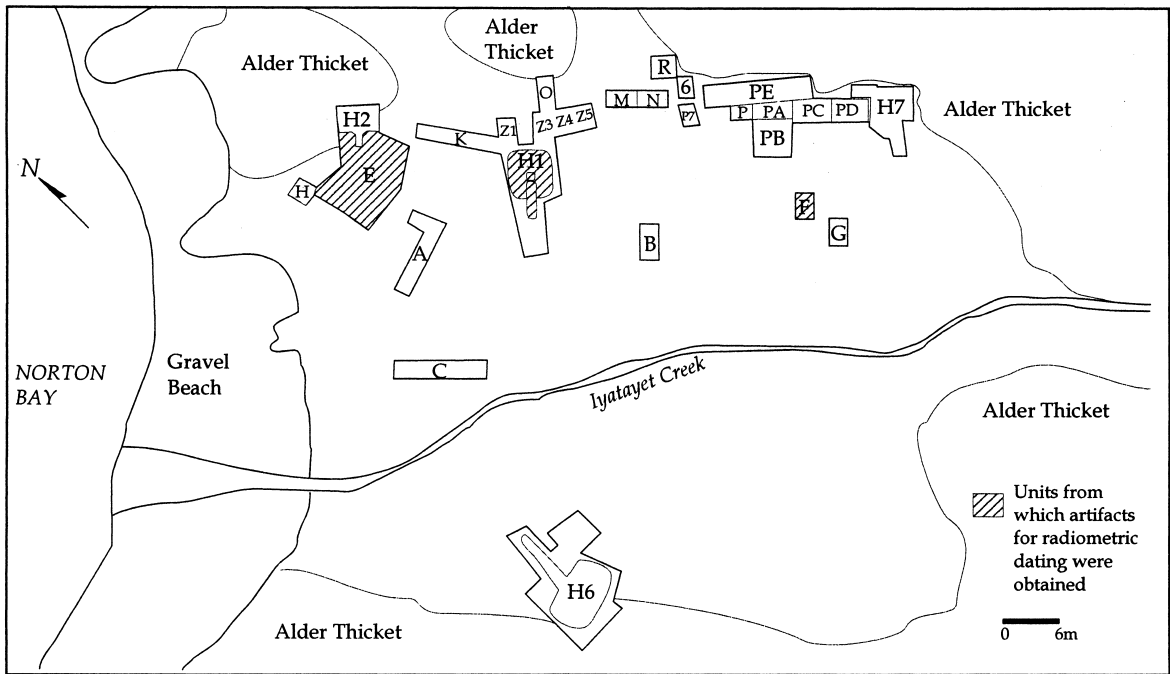 Alder
Thicket
Alder Thicket
R
6
PE
H7
O
M N
P7
P PA PC PD
Alder Thicket
H2
K
Z1
Z3 Z4 Z5
PB
N
H1
E
H
F
A
B
G
NORTON
BAY
Gravel
Beach
C
Iyatayet Creek
Alder Thicket
Units from
which artifacts
for radiometric
dating were
obtained
H6
Alder Thicket
0 6m